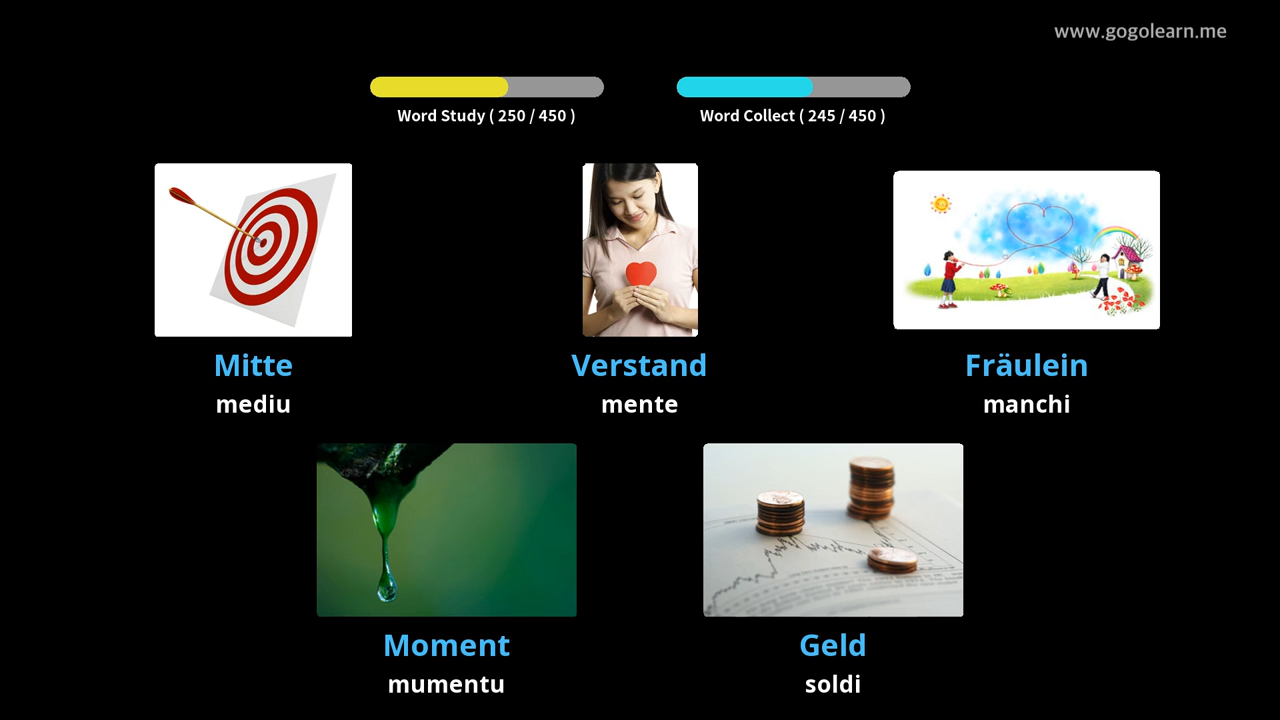 www.gogolearn.me
Word Study ( 250 / 450 )
Word Collect ( 245 / 450 )
Mitte
mediu
Verstand
mente
Fräulein
manchi
Moment
mumentu
Geld
soldi